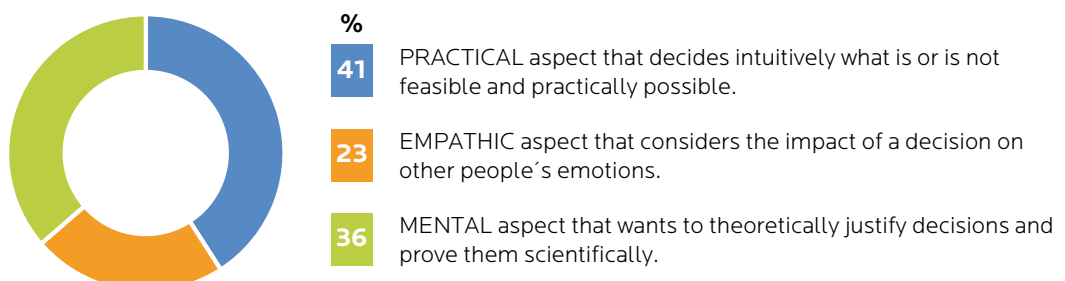 %
41 PRACTICAL aspect that decides intuitively what is or is not
feasible and practically possible.
23 EMPATHIC aspect that considers the impact of a decision on
other people´s emotions.
36 MENTAL aspect that wants to theoretically justify decisions and
prove them scientifically.